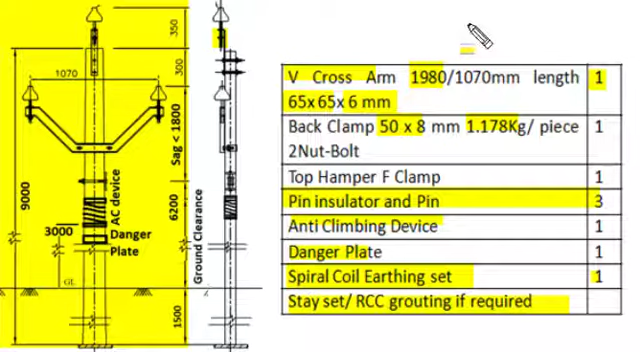 350
300
1070
Sag < 1800
9000
AC device
6200
Ground Clearance
3000
Danger
Plate
GL
1500
V Cross Arm 1980/1070mm length 1
65x65x 6 mm
Back Clamp 50 x 8 mm 1.178Kg/ piece 1
2Nut-Bolt
Top Hamper F Clamp 1
Pin insulator and Pin 3
Anti Climbing Device 1
Danger Plate 1
Spiral Coil Earthing set 1
Stay set/ RCC grouting if required